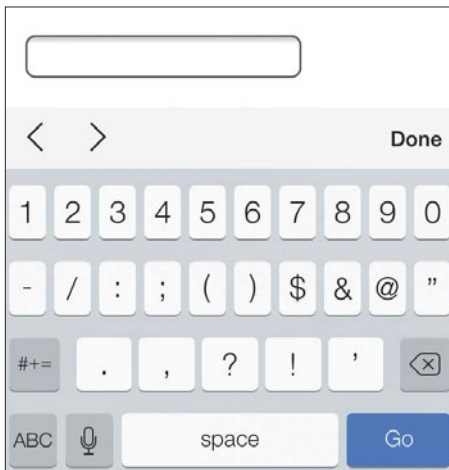 Done
1 2 3 4 5 6 7 8 9 0
- / : ; ( ) $ & @ ”
#+= . , ? ! ’
ABC space Go